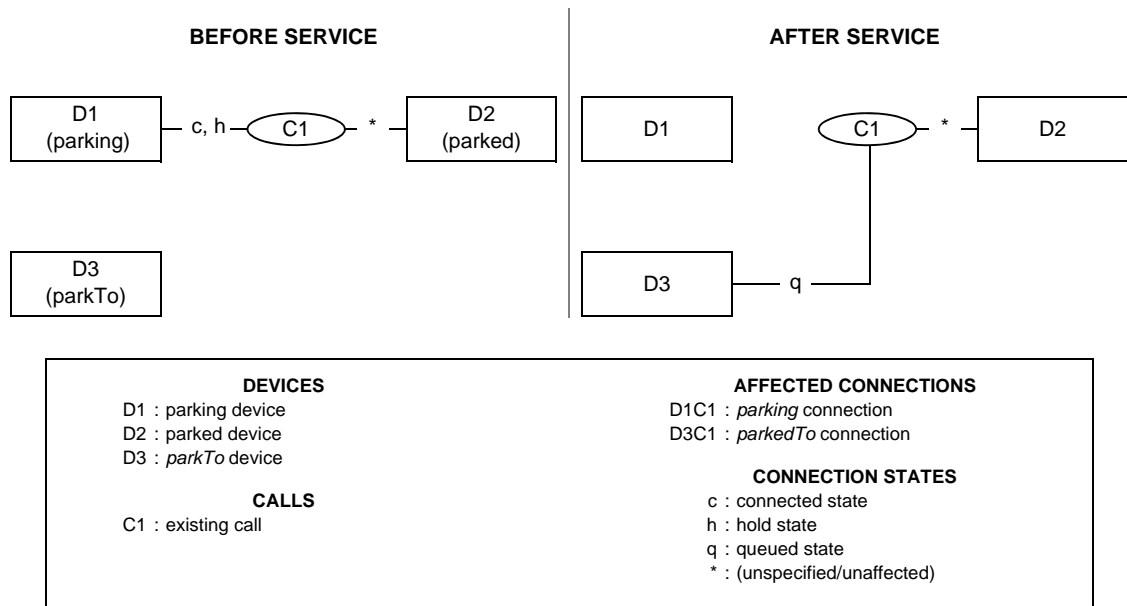 BEFORE SERVICE
AFTER SERVICE
D1
(parking)
c, h
C1
*
D2
(parked)
D1
C1
*
D2
D3
(parkTo)
D3
q
DEVICES
D1 : parking device
D2 : parked device
D3 : parkTo device
CALLS
C1 : existing call
AFFECTED CONNECTIONS
D1C1 : parking connection
D3C1 : parkedTo connection
CONNECTION STATES
c : connected state
h : hold state
q : queued state
* : (unspecified/unaffected)